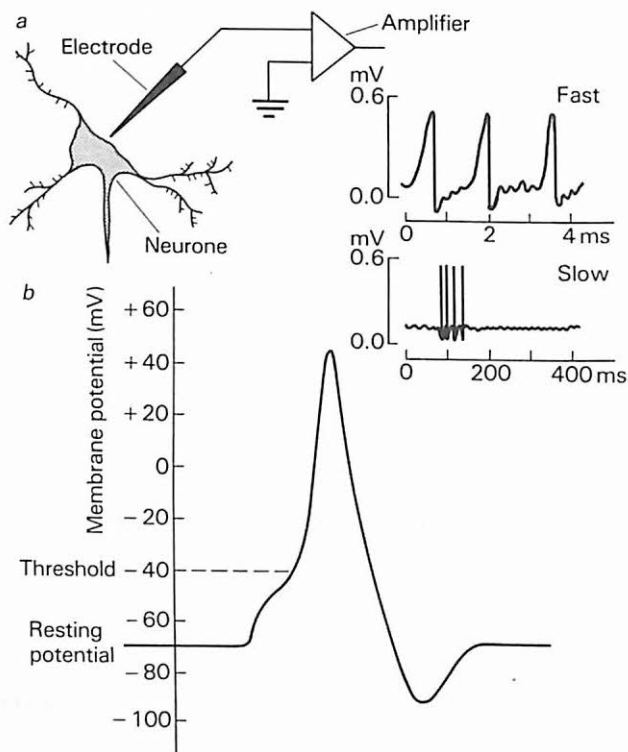 a
Amplifier
Electrode
Neurone
mV
Fast
0.6
0.0
0 2 4 ms
mV
Slow
0.6
0.0
0 200 400 ms
b
Membrane potential (mV)
+ 60
+ 40
+ 20
0
− 20
Threshold − 40
− 60
Resting
potential
− 80
− 100